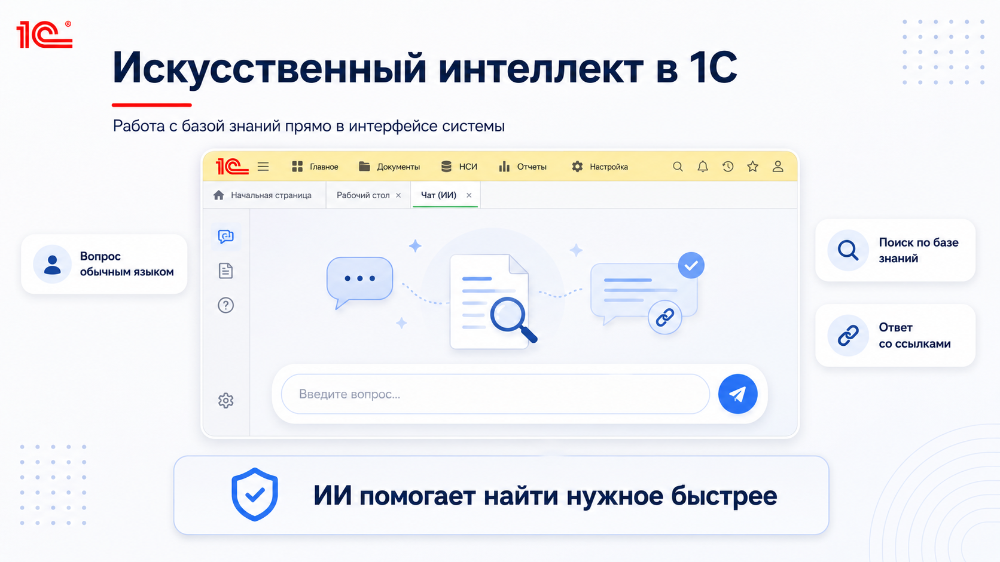 1С®
Искусственный интеллект в 1С
Работа с базой знаний прямо в интерфейсе системы
1С Главное Документы НСИ Отчеты Настройка
Начальная страница Рабочий стол × Чат (ИИ) ×
Вопрос
обычным языком
Введите вопрос...
Поиск по базе
знаний
Ответ
со ссылками
ИИ помогает найти нужное быстрее